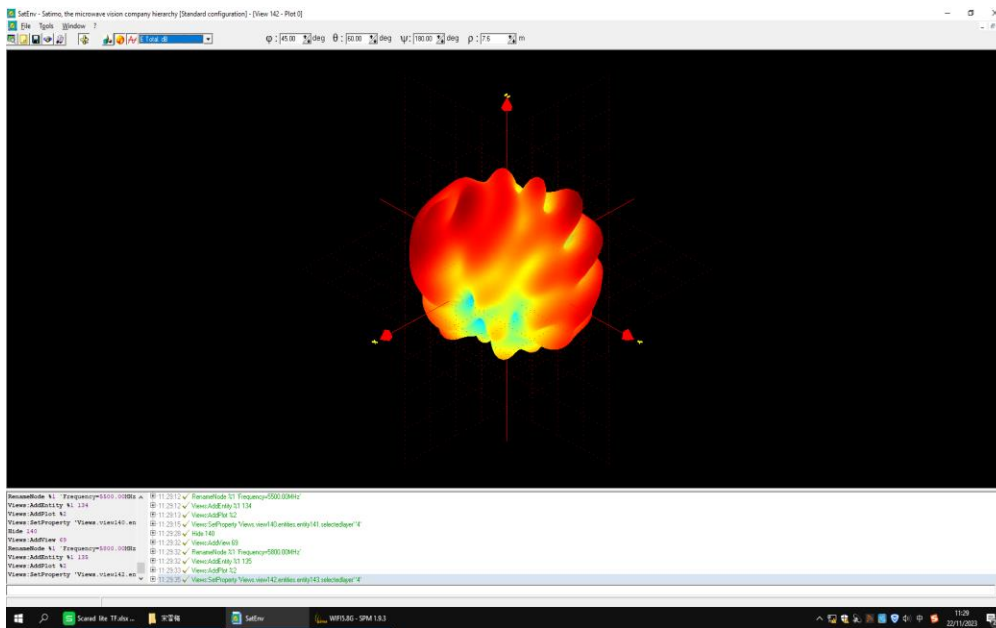 SatEnv - Satimo, the microwave vision company hierarchy [Standard configuration] - [View 142 - Plot 0]
File Tools Window ?
E Total dB φ : 45.00 deg θ : 60.00 deg ψ : 180.00 deg ρ : 7.6 m
RenameNode %1 'Frequency=5500.00MHz
Views:AddEntity %1 134
Views:AddPlot %2
Views:SetProperty 'Views.view140.en
Hide 140
Views:AddView 69
RenameNode %1 'Frequency=5800.00MHz
Views:AddEntity %1 135
Views:AddPlot %2
Views:SetProperty 'Views.view142.en
11:29:12 RenameNode %1 'Frequency=5500.00MHz'
11:29:12 Views:AddEntity %1 134
11:29:13 Views:AddPlot %2
11:29:15 Views:SetProperty 'Views.view140.entities.entity141.selectedlayer' '4'
11:29:28 Hide 140
11:29:32 Views:AddView 69
11:29:32 RenameNode %1 'Frequency=5800.00MHz'
11:29:32 Views:AddEntity %1 135
11:29:33 Views:AddPlot %2
11:29:35 Views:SetProperty 'Views.view142.entities.entity143.selectedlayer' '4'
SatEnv
WIFI5.8G - SPM 1.9.3
中
11:29
22/11/2023